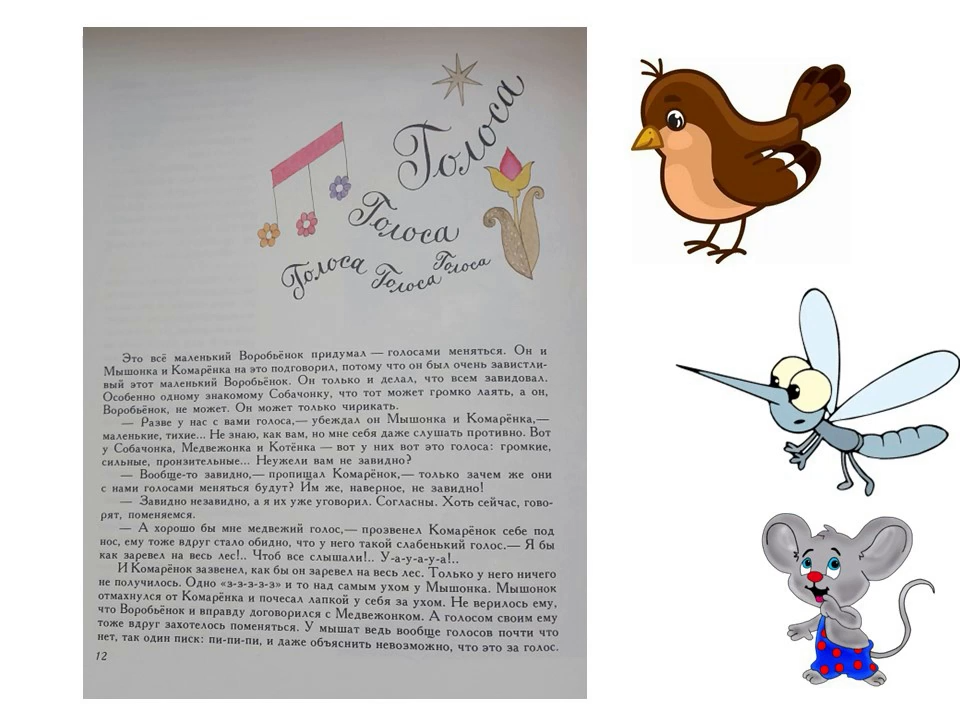 Голоса
Голоса
Голоса
Голоса
Голоса
Это всё маленький Воробьёнок придумал — голосами меняться. Он и
Мышонка и Комарёнка на это подговорил, потому что он был очень завистли-
вый этот маленький Воробьёнок. Он только и делал, что всем завидовал.
Особенно одному знакомому Собачонку, что тот может громко лаять, а он,
Воробьёнок, не может. Он может только чирикать.
— Разве у нас с вами голоса,— убеждал он Мышонка и Комарёнка,—
маленькие, тихие... Не знаю, как вам, но мне себя даже слушать противно. Вот
у Собачонка, Медвежонка и Котёнка — вот у них вот это голоса: громкие,
сильные, пронзительные... Неужели вам не завидно?
— Вообще-то завидно,— пропищал Комарёнок,— только зачем же они
с нами голосами меняться будут? Им же, наверное, не завидно!
— Завидно незавидно, а я их уже уговорил. Согласны. Хоть сейчас, гово-
рят, поменяемся.
— А хорошо бы мне медвежий голос,— прозвенел Комарёнок себе под
нос, ему тоже вдруг стало обидно, что у него такой слабенький голос.— Я бы
как заревел на весь лес!.. Чтоб все слышали!.. У-а-у-а-у-а!..
И Комарёнок зазвенел, как бы он заревел на весь лес. Только у него ничего
не получилось. Одно «з-з-з-з-з» и то над самым ухом у Мышонка. Мышонок
отмахнулся от Комарёнка и почесал лапкой у себя за ухом. Не верилось ему,
что Воробьёнок и вправду договорился с Медвежонком. А голосом своим ему
тоже вдруг захотелось поменяться. У мышат ведь вообще голосов почти что
нет, так один писк: пи-пи-пи, и даже объяснить невозможно, что это за голос.
12